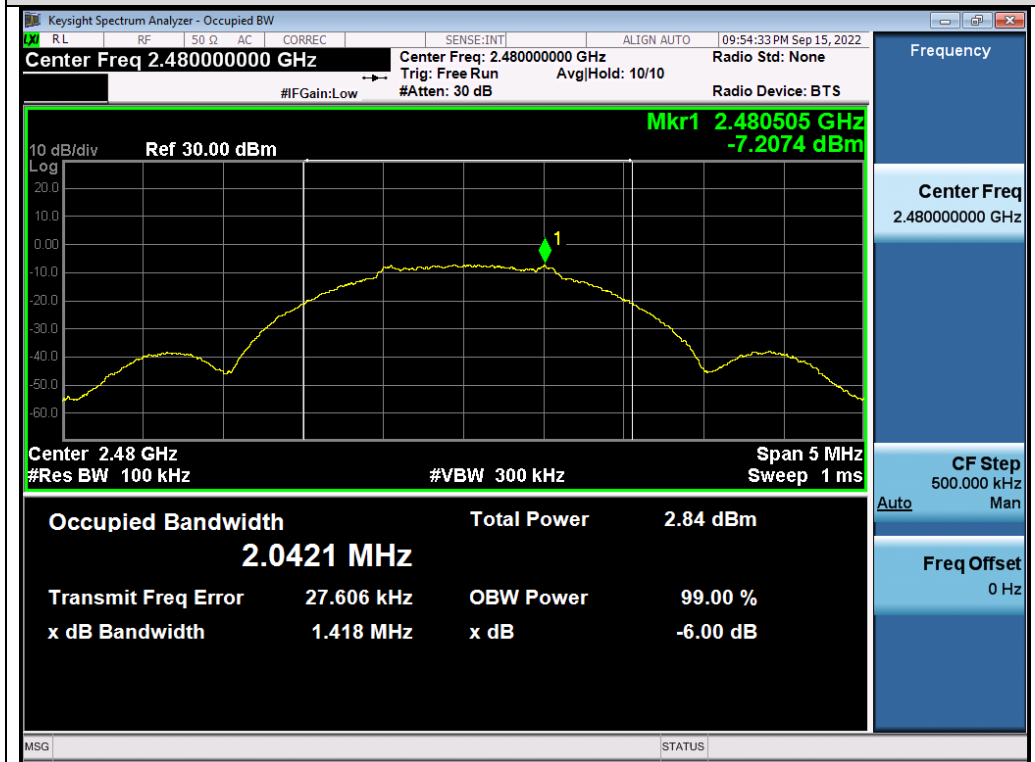 Keysight Spectrum Analyzer - Occupied BW
LXI RL RF 50 Ω AC CORREC SENSE:INT ALIGN AUTO 09:54:33 PM Sep 15, 2022
Center Freq 2.480000000 GHz
Center Freq: 2.480000000 GHz
Radio Std: None
Trig: Free Run Avg|Hold: 10/10
#IFGain:Low #Atten: 30 dB Radio Device: BTS
Frequency
Mkr1 2.480505 GHz
-7.2074 dBm
10 dB/div Ref 30.00 dBm
Log
20.0
10.0
0.00
-10.0
-20.0
-30.0
-40.0
-50.0
-60.0
1
Center 2.48 GHz Span 5 MHz
#Res BW 100 kHz #VBW 300 kHz Sweep 1 ms
Occupied Bandwidth Total Power 2.84 dBm
2.0421 MHz
Transmit Freq Error 27.606 kHz OBW Power 99.00 %
x dB Bandwidth 1.418 MHz x dB -6.00 dB
Center Freq
2.480000000 GHz
CF Step
500.000 kHz
Auto Man
Freq Offset
0 Hz
MSG STATUS